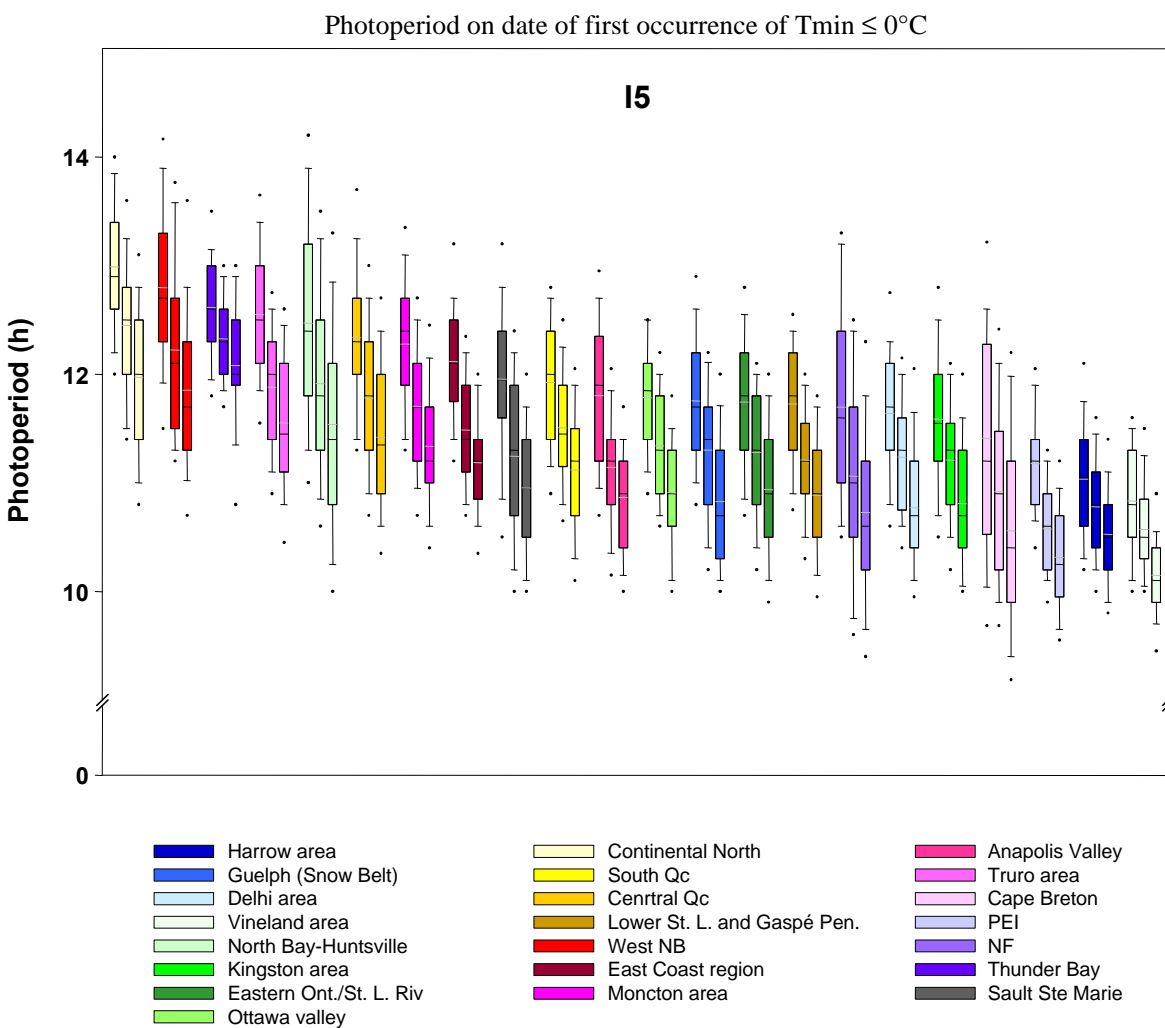 Photoperiod on date of first occurrence of Tmin ≤ 0°C
I5
Photoperiod (h)
14
12
10
0
Harrow area
Guelph (Snow Belt)
Delhi area
Vineland area
North Bay-Huntsville
Kingston area
Eastern Ont./St. L. Riv
Ottawa valley
Continental North
South Qc
Cenrtral Qc
Lower St. L. and Gaspé Pen.
West NB
East Coast region
Moncton area
Anapolis Valley
Truro area
Cape Breton
PEI
NF
Thunder Bay
Sault Ste Marie